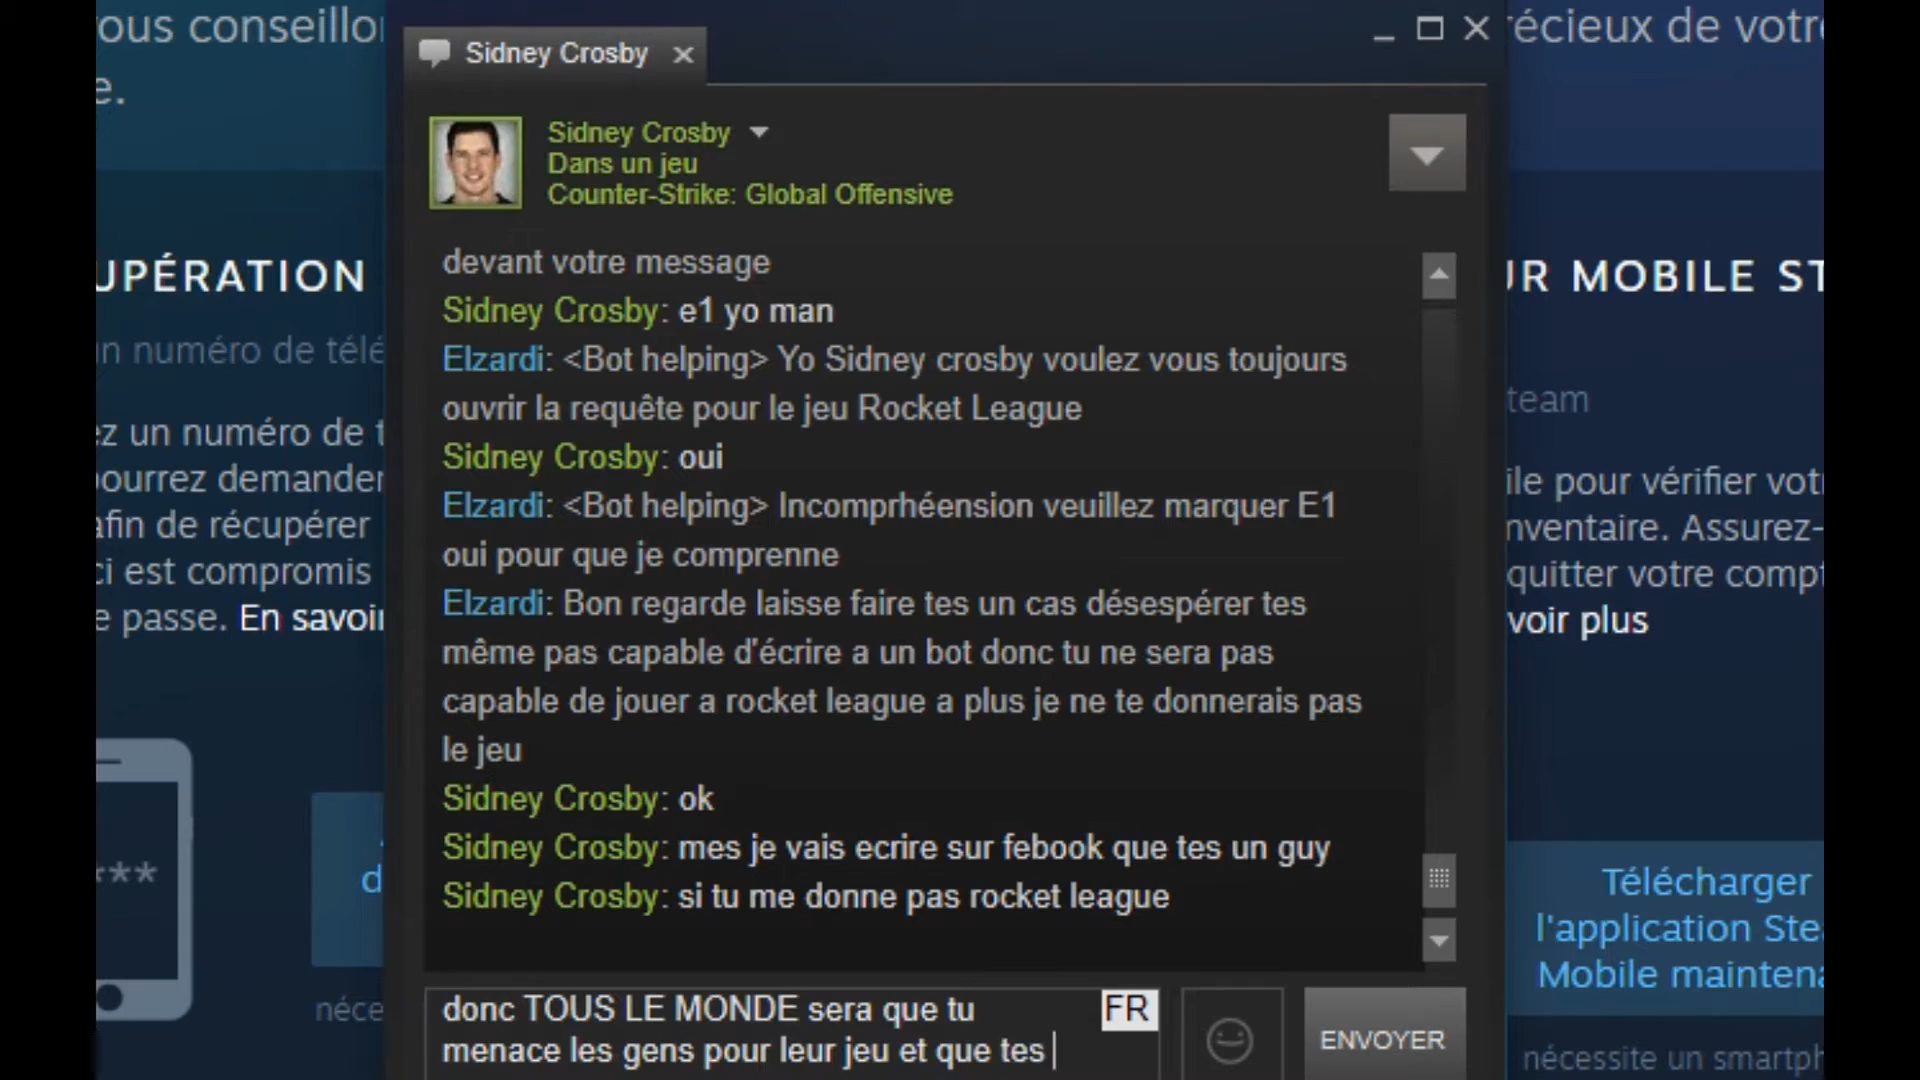 ous conseillo
e.
récieux de votr
Sidney Crosby
Sidney Crosby
Dans un jeu
Counter-Strike: Global Offensive
devant votre message
Sidney Crosby: e1 yo man
Elzardi: <Bot helping> Yo Sidney crosby voulez vous toujours
ouvrir la requête pour le jeu Rocket League
Sidney Crosby: oui
Elzardi: <Bot helping> Incomprhéension veuillez marquer E1
oui pour que je comprenne
Elzardi: Bon regarde laisse faire tes un cas désespérer tes
même pas capable d'écrire a un bot donc tu ne sera pas
capable de jouer a rocket league a plus je ne te donnerais pas
le jeu
Sidney Crosby: ok
Sidney Crosby: mes je vais ecrire sur febook que tes un guy
Sidney Crosby: si tu me donne pas rocket league
donc TOUS LE MONDE sera que tu
menace les gens pour leur jeu et que tes
FR
ENVOYER
UPÉRATION
n numéro de télé
ez un numéro de t
pourrez demander
afin de récupérer
ci est compromis
e passe. En savoir
***
d
néce
UR MOBILE ST
team
ile pour vérifier vot
nventaire. Assurez-
quitter votre compt
voir plus
Télécharger
l'application Ste
Mobile maintena
nécessite un smartph